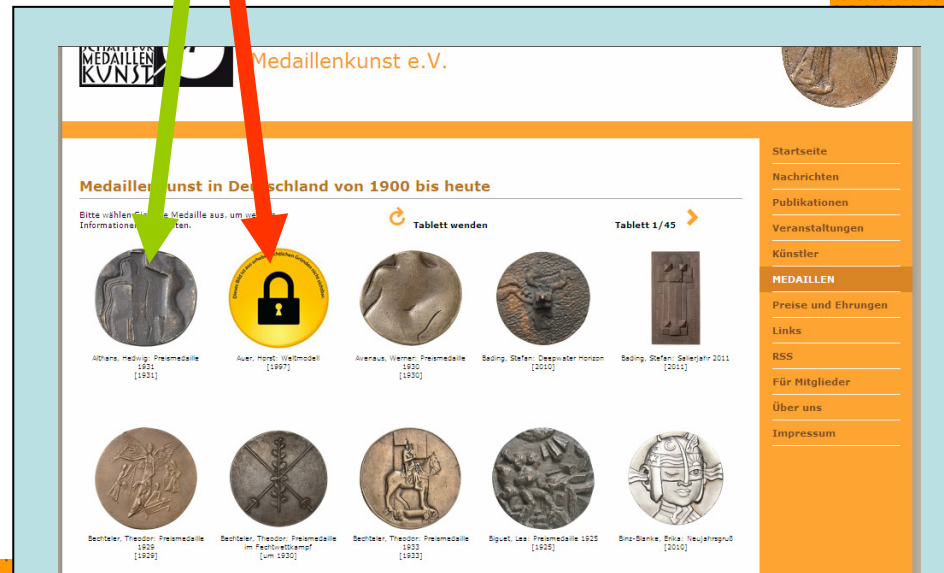 MEDAILLEN
KUNST
Medaillenkunst e.V.
Startseite
Nachrichten
Publikationen
Veranstaltungen
Künstler
MEDAILLEN
Preise und Ehrungen
Links
RSS
Für Mitglieder
Über uns
Impressum
Medaillenkunst in Deutschland von 1900 bis heute
Bitte wählen Sie eine Medaille aus, um
Informationen
Tablett wenden
Tablett 1/45
Althans, Hedwig: Preismedaille
1931
[1931]
Auer, Horst: Weltmodell
[1997]
Avenaus, Werner: Preismedaille
1930
[1930]
Bading, Stefan: Deepwater Horizon
[2010]
Bading, Stefan: Salierjahr 2011
[2011]
Bechteler, Theodor: Preismedaille
1929
[1929]
Bechteler, Theodor: Preismedaille
im Fechtwettkampf
[um 1930]
Bechteler, Theodor: Preismedaille
1933
[1933]
Biguet, Lea: Preismedaille 1925
[1925]
Binz-Blanke, Erika: Neujahrsgruß
[2010]